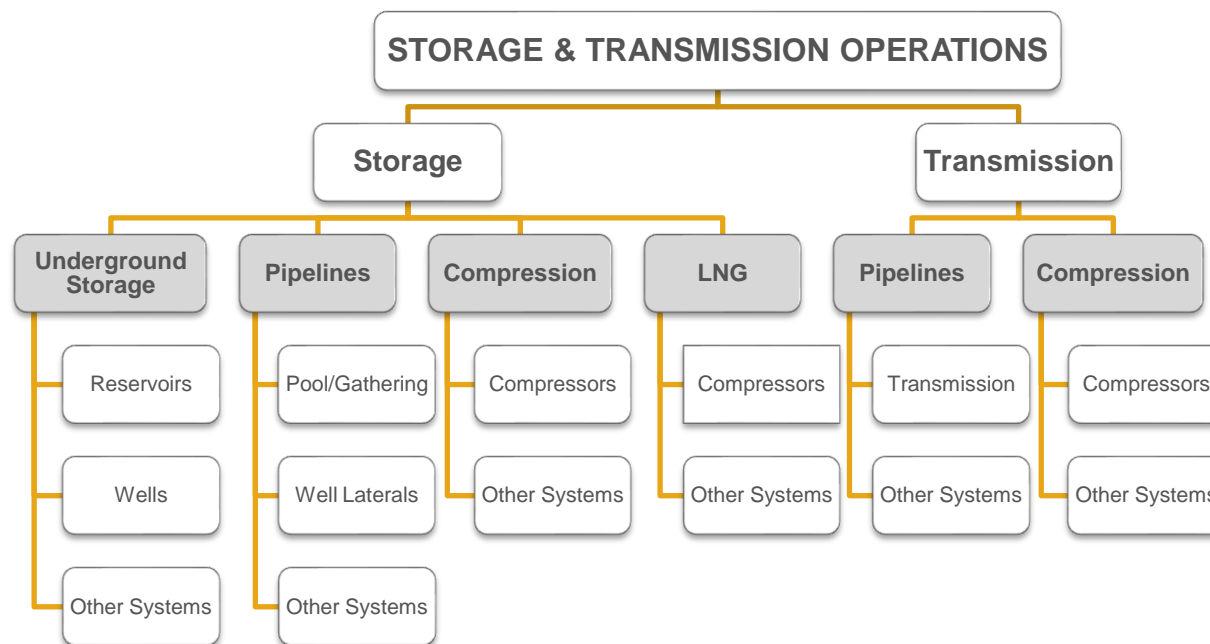 STORAGE & TRANSMISSION OPERATIONS
Storage
Transmission
Underground
Storage
Pipelines
Compression
LNG
Pipelines
Compression
Reservoirs
Pool/Gathering
Compressors
Compressors
Transmission
Compressors
Wells
Well Laterals
Other Systems
Other Systems
Other Systems
Other Systems
Other Systems
Other Systems